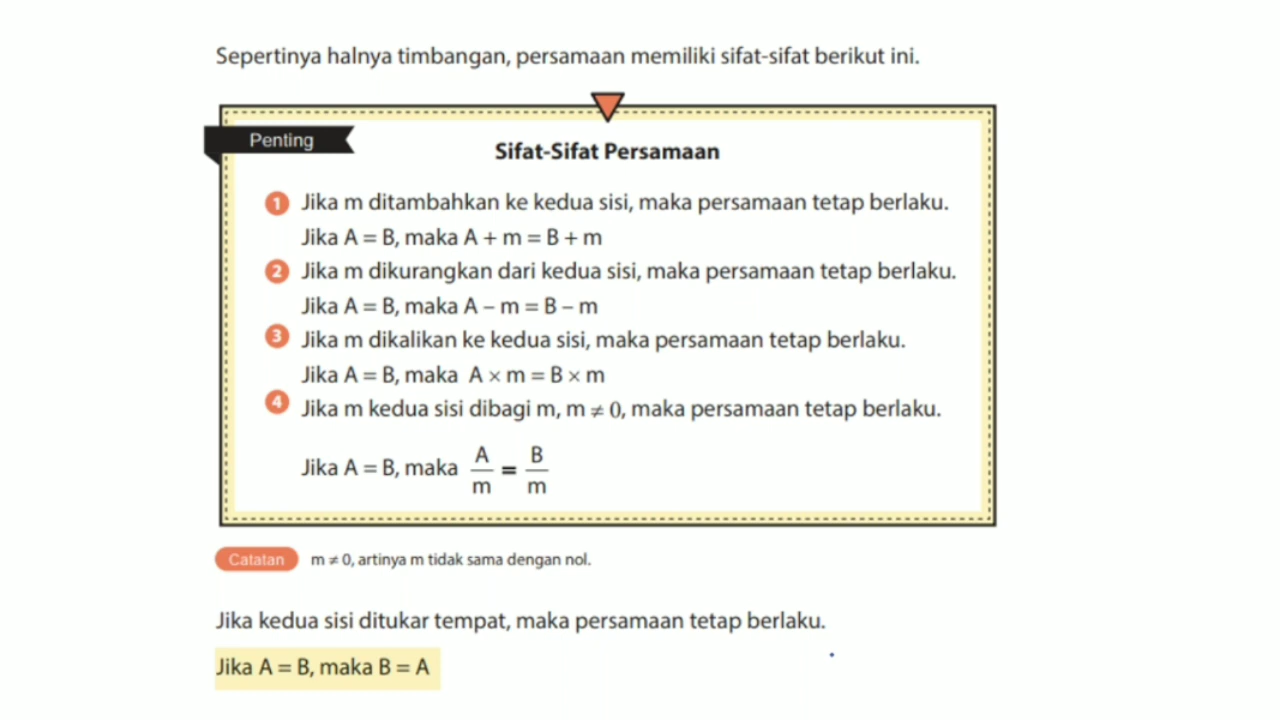 Sepertinya halnya timbangan, persamaan memiliki sifat-sifat berikut ini.
Penting
Sifat-Sifat Persamaan
1 Jika m ditambahkan ke kedua sisi, maka persamaan tetap berlaku.
Jika A = B, maka A + m = B + m
2 Jika m dikurangkan dari kedua sisi, maka persamaan tetap berlaku.
Jika A = B, maka A – m = B – m
3 Jika m dikalikan ke kedua sisi, maka persamaan tetap berlaku.
Jika A = B, maka A × m = B × m
4 Jika m kedua sisi dibagi m, m ≠ 0, maka persamaan tetap berlaku.
Jika A = B, maka A/m = B/m
Catatan m ≠ 0, artinya m tidak sama dengan nol.
Jika kedua sisi ditukar tempat, maka persamaan tetap berlaku.
Jika A = B, maka B = A